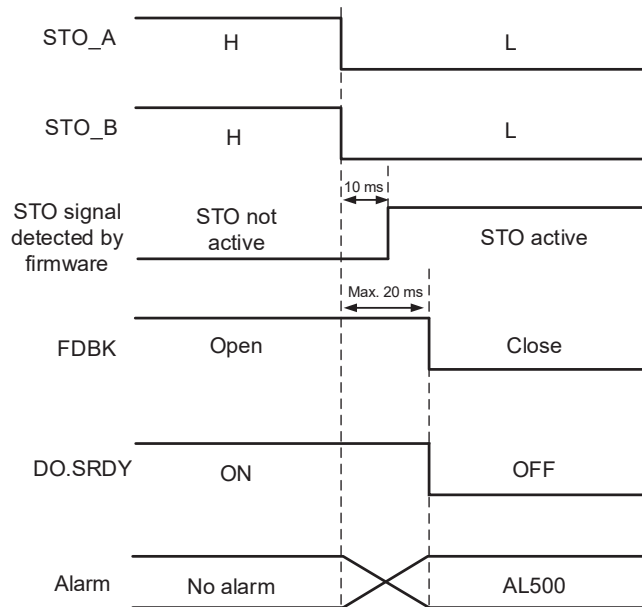 STO_A
H
L
STO_B
H
L
10 ms
STO signal
detected by
firmware
STO not
active
STO active
Max. 20 ms
FDBK
Open
Close
DO.SRDY
ON
OFF
Alarm
No alarm
AL500